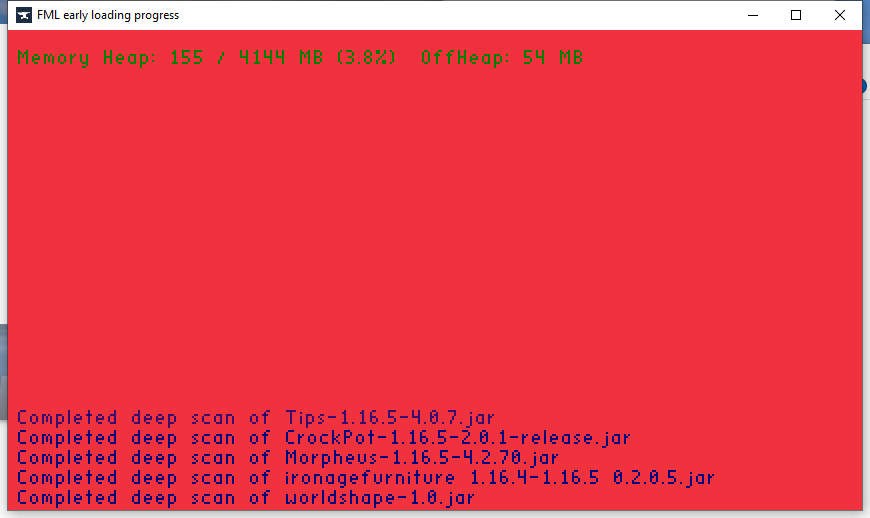 FML early loading progress
Memory Heap: 155 / 4144 MB (3.8%)  OffHeap: 54 MB
Completed deep scan of Tips-1.16.5-4.0.7.jar
Completed deep scan of CrockPot-1.16.5-2.0.1-release.jar
Completed deep scan of Morpheus-1.16.5-4.2.70.jar
Completed deep scan of ironagefurniture 1.16.4-1.16.5 0.2.0.5.jar
Completed deep scan of worldshape-1.0.jar